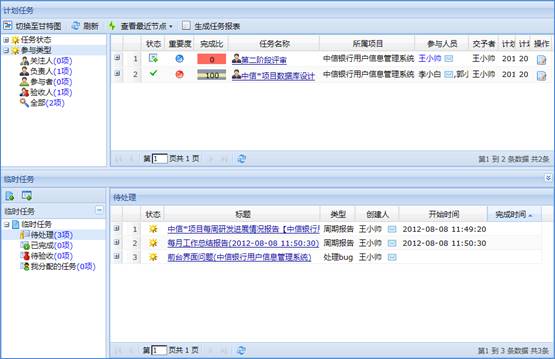 计划任务
切换至甘特图 刷新 查看最近节点 生成任务报表
任务状态
参与类型
关注人(0项)
负责人(1项)
参与者(0项)
验收人(0项)
全部(2项)
状态 重要度 完成比 任务名称 所属项目 参与人员 交予者 计划 计划 操作
1 0 第二阶段评审 中信银行用户信息管理系统 王小帅 王小帅 201 20
2 100 中信*项目数据库设计 中信银行用户信息管理系统 李小白 ,郭小 王小帅 201 20
第 1 页共 1 页 第1 到 2 条数据 共2条
临时任务
临时任务
临时任务
待处理(3项)
已完成(0项)
待验收(0项)
我分配的任务(0项)
待处理
状态 标题 类型 创建人 开始时间 完成时间
1 中信*项目每周研发进展情况报告【中信银行用 周期报告 王小帅 2012-08-08 11:49:20
2 每月工作总结报告(2012-08-08 11:50:30) 周期报告 王小帅 2012-08-08 11:50:30
3 前台界面问题(中信银行用户信息管理系统) 处理bug 王小帅
第 1 页共 1 页 第1 到 3 条数据 共3条